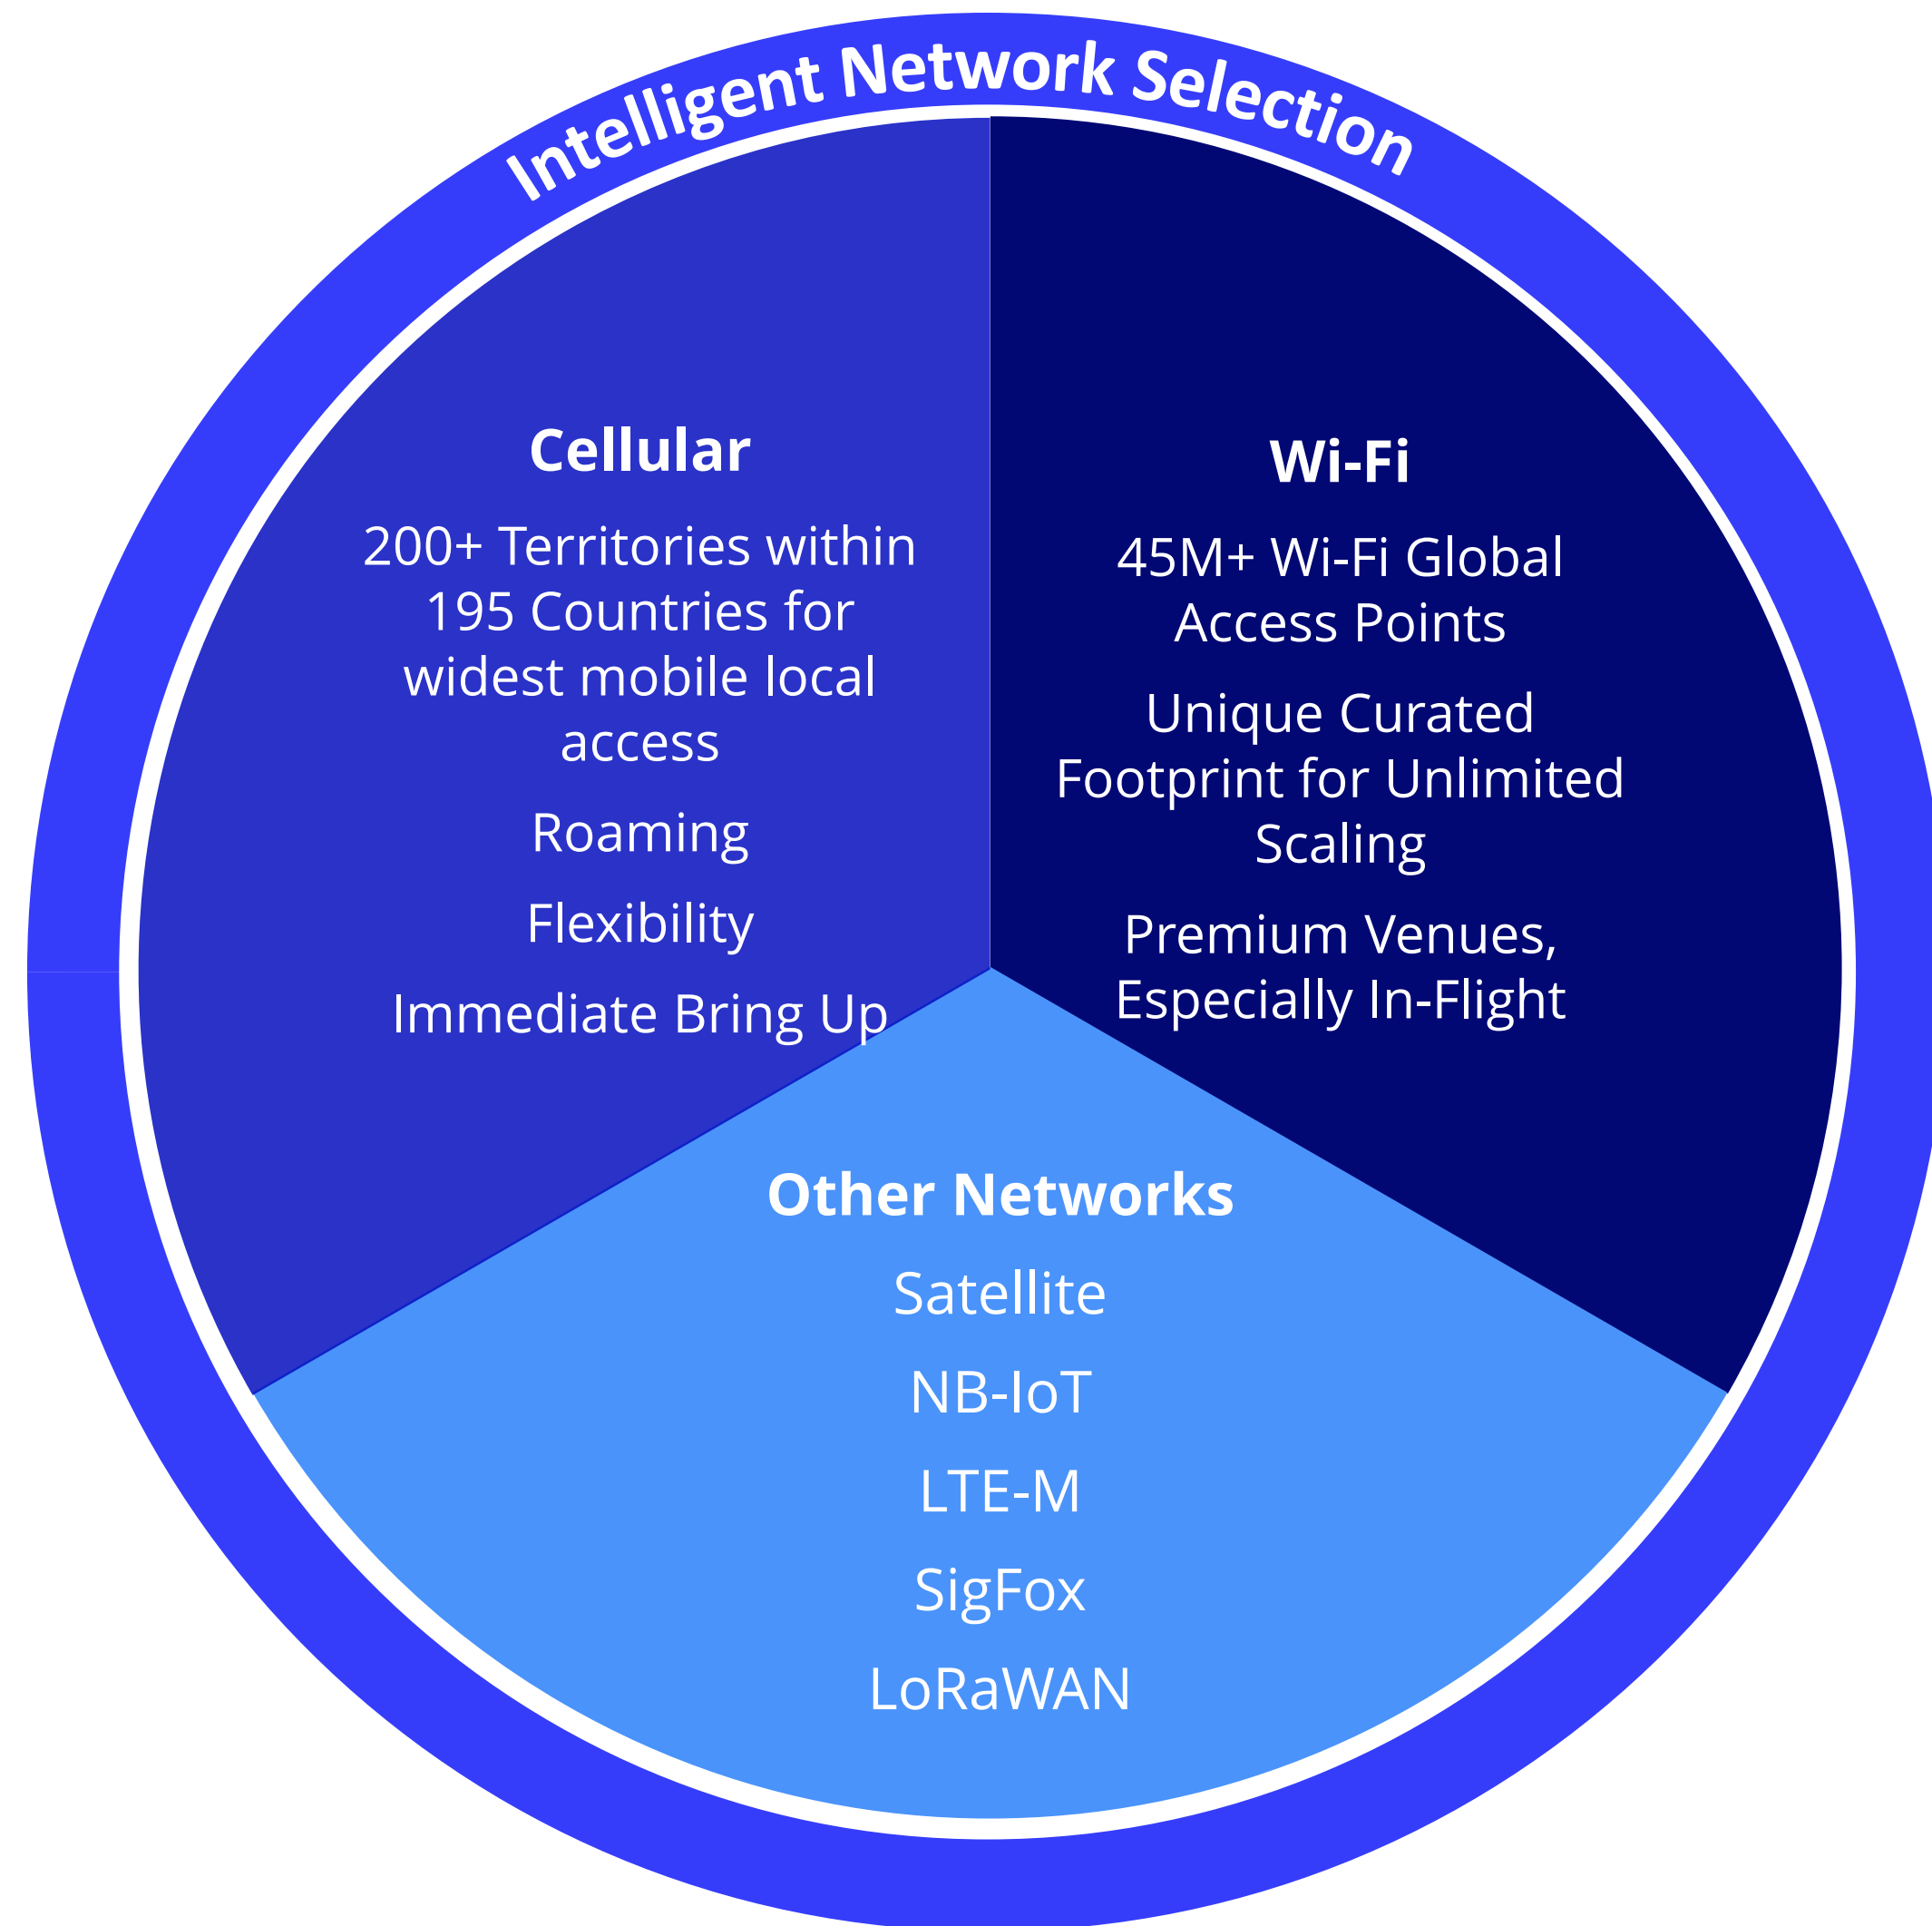 Intelligent Network Selection
Cellular
200+ Territories within
195 Countries for
widest mobile local
access
Roaming
Flexibility
Immediate Bring Up
Wi-Fi
45M+ Wi-Fi Global
Access Points
Unique Curated
Footprint for Unlimited
Scaling
Premium Venues,
Especially In-Flight
Other Networks
Satellite
NB-IoT
LTE-M
SigFox
LoRaWAN